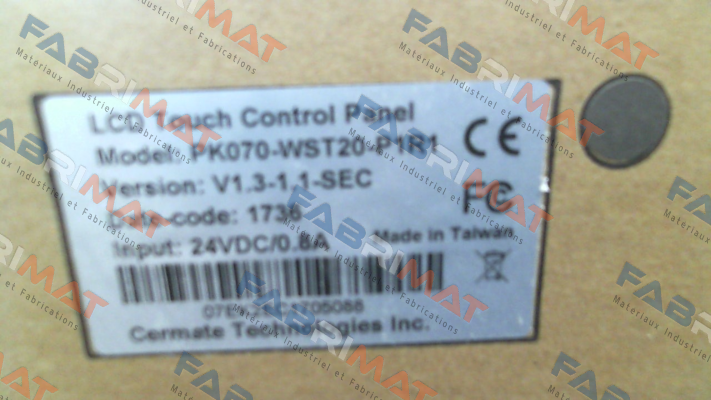 LCD Touch Control Panel
Model: PK070-WST20-P1R1
Version: V1.3-1.1-SEC
Date-code: 1736
Input: 24VDC/0.8A
CE
FC
Made in Taiwan
Cermate Technologies Inc.
FABRIMAT
Materiaux Industriel et Fabrications